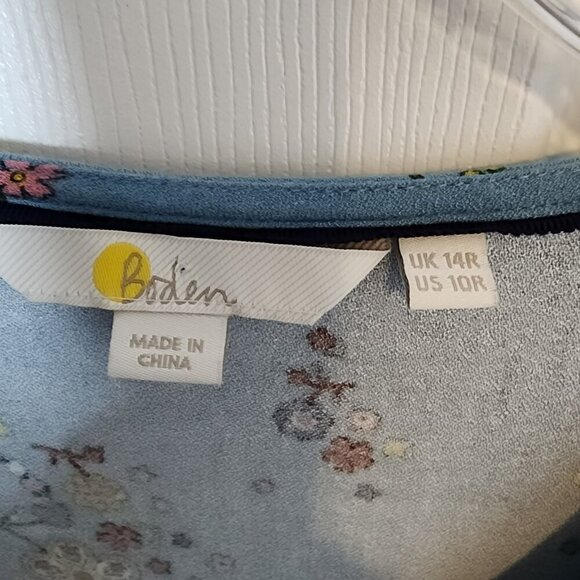 Boden
UK 14R
US 10R
MADE IN
CHINA